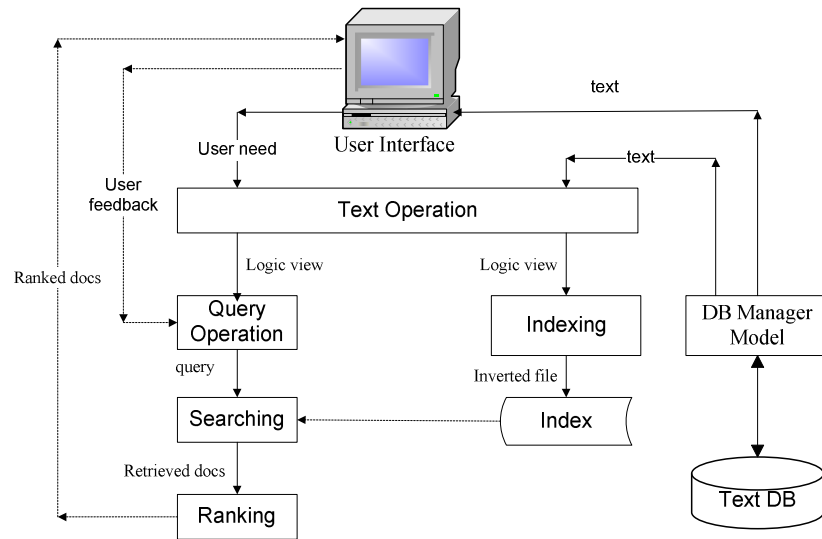 text
User Interface
User need
text
User
feedback
Text Operation
Ranked docs
Logic view
Logic view
Query
Operation
Indexing
DB Manager
Model
query
Inverted file
Searching
Index
Retrieved docs
Text DB
Ranking